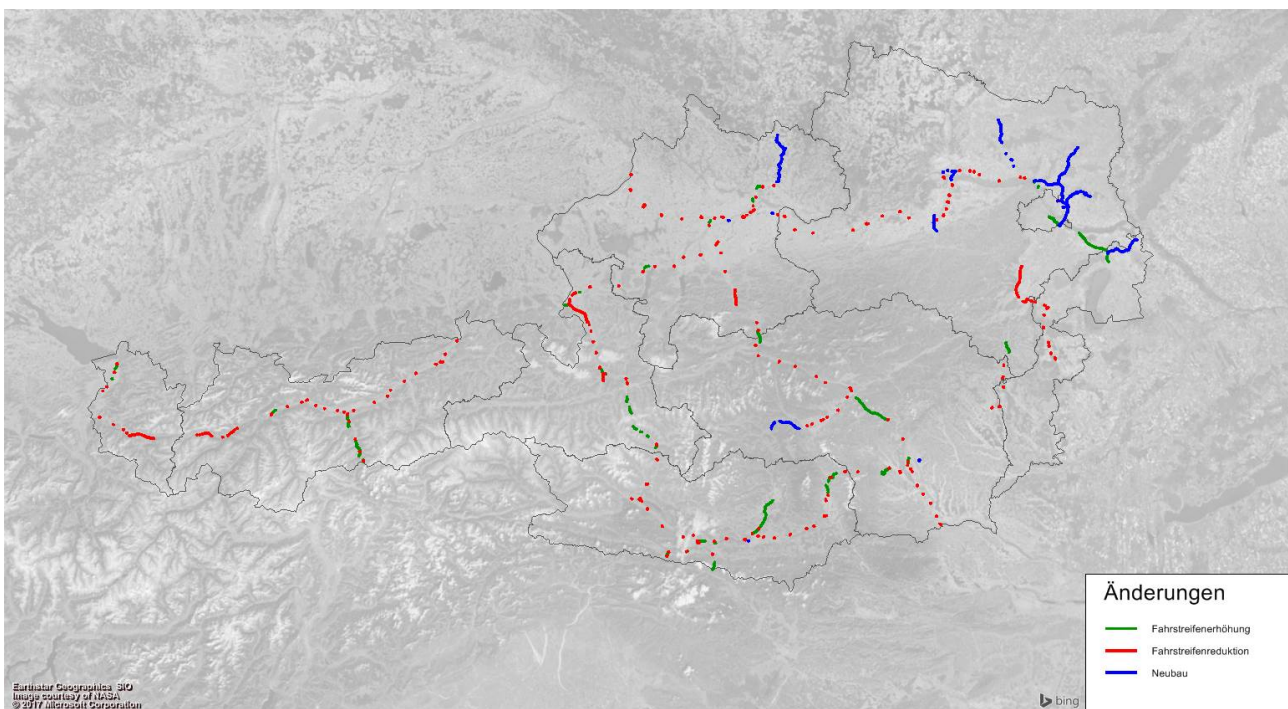 Änderungen
Fahrstreifenerhöhung
Fahrstreifenreduktion
Neubau
Earthstar Geographics SIO
Image courtesy of NASA
© 2017 Microsoft Corporation
bing